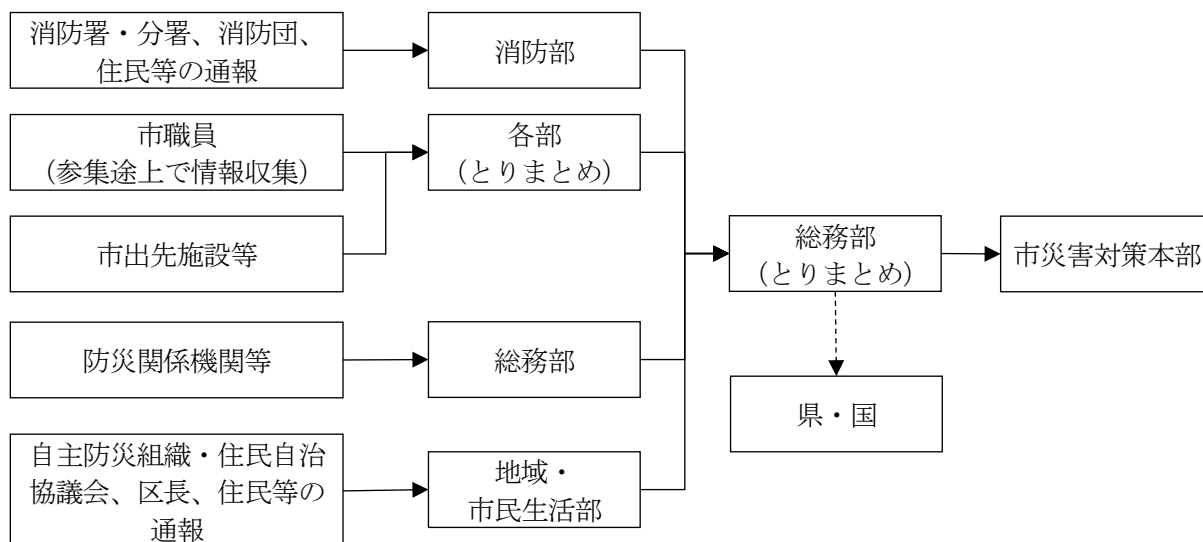 消防署・分署、消防団、
住民等の通報
消防部
市職員
（参集途上で情報収集）
各部
（とりまとめ）
市出先施設等
総務部
（とりまとめ）
市災害対策本部
防災関係機関等
総務部
県・国
自主防災組織・住民自治
協議会、区長、住民等の
通報
地域・
市民生活部